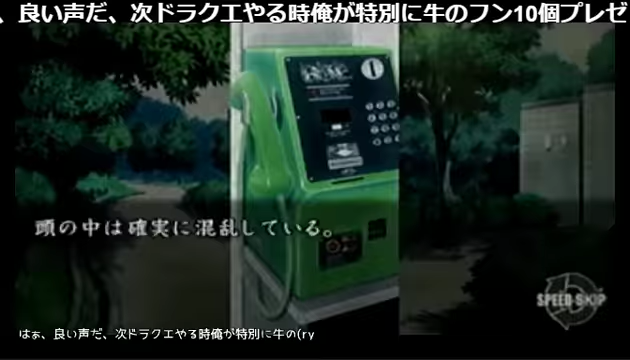 、良い声だ、次ドラクエやる時俺が特別に牛のフン10個プレゼ
頭の中は確実に混乱している。
SPEED SKIP
はぁ、良い声だ、次ドラクエやる時俺が特別に牛の(ry